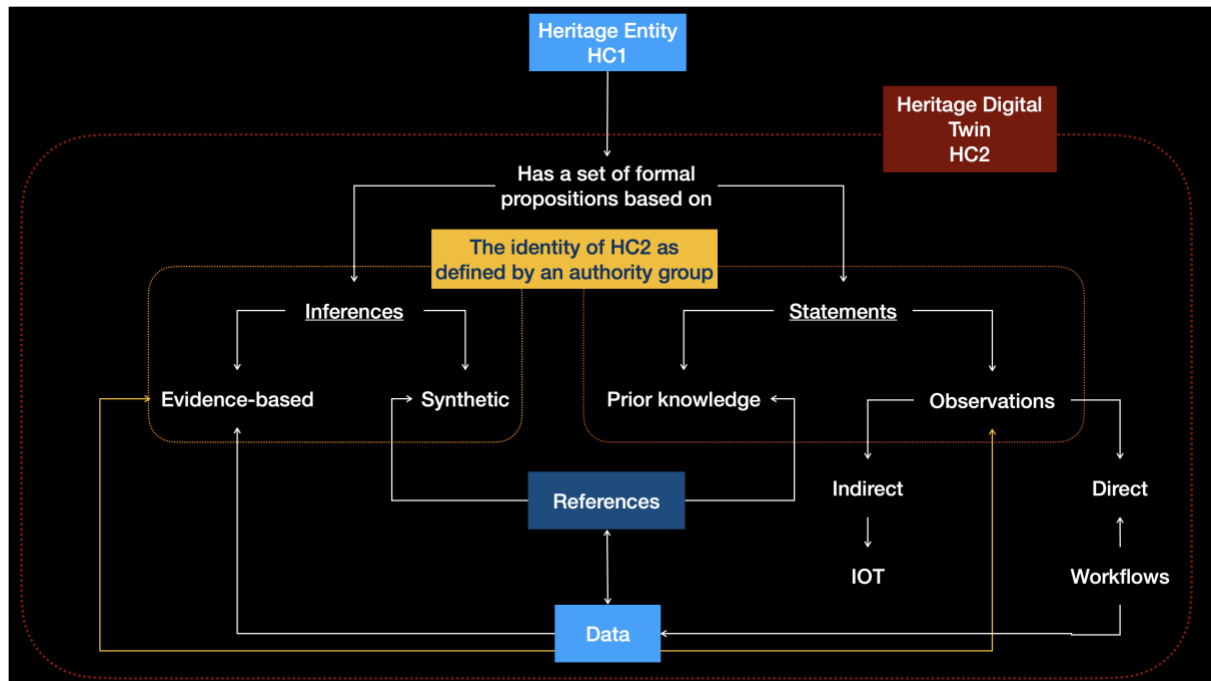 Heritage Entity
HC1
Heritage Digital
Twin
HC2
Has a set of formal
propositions based on
The identity of HC2 as
defined by an authority group
Inferences
Statements
Evidence-based
Synthetic
Prior knowledge
Observations
References
Indirect
Direct
IOT
Workflows
Data